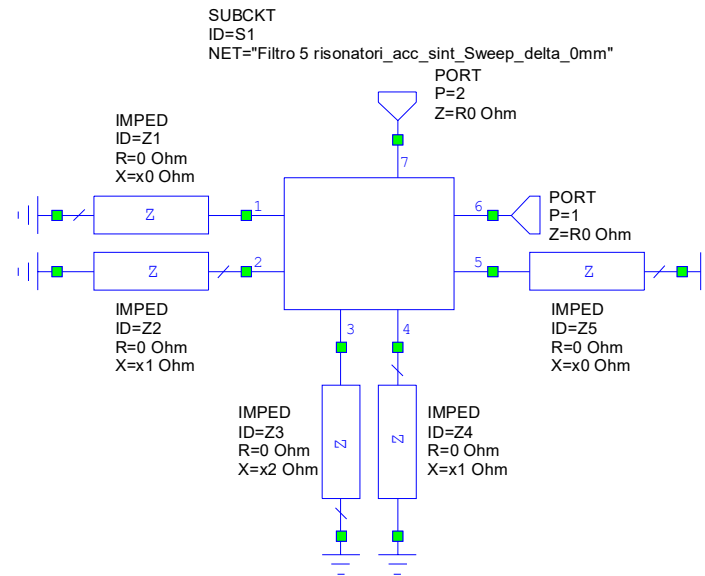 SUBCKT
ID=S1
NET="Filtro 5 risonatori_acc_sint_Sweep_delta_0mm"
PORT
P=2
Z=R0 Ohm
7
IMPED
ID=Z1
R=0 Ohm
X=x0 Ohm
Z
1
6
PORT
P=1
Z=R0 Ohm
Z
2
5
Z
IMPED
ID=Z2
R=0 Ohm
X=x1 Ohm
IMPED
ID=Z5
R=0 Ohm
X=x0 Ohm
3
4
IMPED
ID=Z3
R=0 Ohm
X=x2 Ohm
Z
Z
IMPED
ID=Z4
R=0 Ohm
X=x1 Ohm